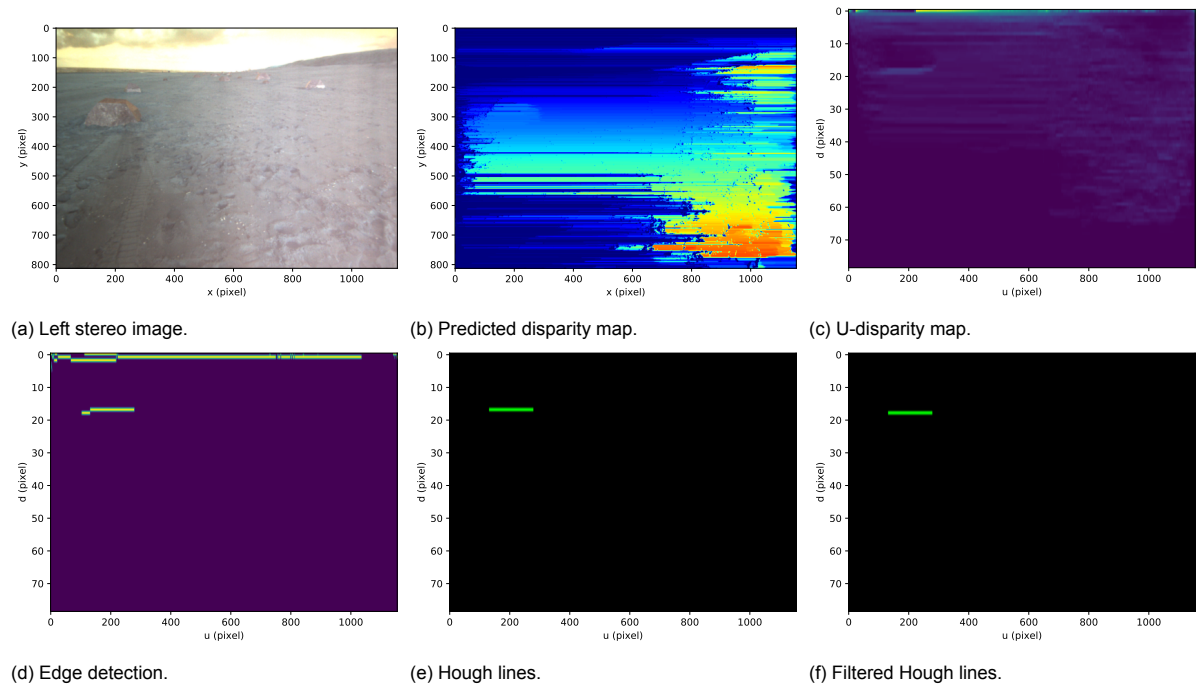 0
100
200
300
400
500
600
700
800
y (pixel)
0 200 400 600 800 1000
x (pixel)
(a) Left stereo image.
0
100
200
300
400
500
600
700
800
y (pixel)
0 200 400 600 800 1000
x (pixel)
(b) Predicted disparity map.
0
10
20
30
40
50
60
70
d (pixel)
0 200 400 600 800 1000
u (pixel)
(c) U-disparity map.
0
10
20
30
40
50
60
70
d (pixel)
0 200 400 600 800 1000
u (pixel)
(d) Edge detection.
0
10
20
30
40
50
60
70
d (pixel)
0 200 400 600 800 1000
u (pixel)
(e) Hough lines.
0
10
20
30
40
50
60
70
d (pixel)
0 200 400 600 800 1000
u (pixel)
(f) Filtered Hough lines.